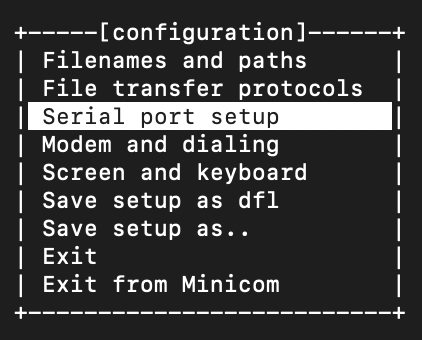 +-----[configuration]------+
| Filenames and paths      |
| File transfer protocols  |
| Serial port setup        |
| Modem and dialing        |
| Screen and keyboard      |
| Save setup as dfl        |
| Save setup as..          |
| Exit                     |
| Exit from Minicom        |
+--------------------------+